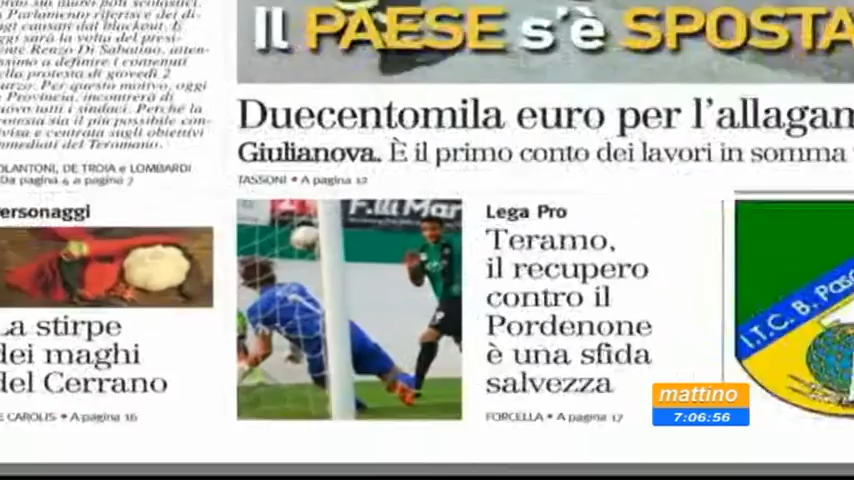 Il PAESE s'è SPOSTA
Parlamento riferisce dei di-
causati dal blackout. E
sarà la volta del presi-
Renzo Di Sabatino, atten-
a definire i contenuti
protesta di giovedì 2
Per questo motivo, oggi
Provincia, incontrerà di
tutti i sindaci. Perché la
sia il più possibile con-
e centrata sugli obiettivi
del Teramano.
OLANTONI, DE TROIA e LOMBARDI
Da pagina 4 a pagina 7
Duecentomila euro per l'allagan
Giulianova. È il primo conto dei lavori in somma
TASSONI • A pagina 12
ersonaggi
La stirpe
dei maghi
del Cerrano
E CAROLIS • A pagina 16
F.lli Mar
Lega Pro
Teramo,
il recupero
contro il
Pordenone
è una sfida
salvezza
FORCELLA • A pagina 17
I.T.C. B. Pasc
mattino
7:06:56